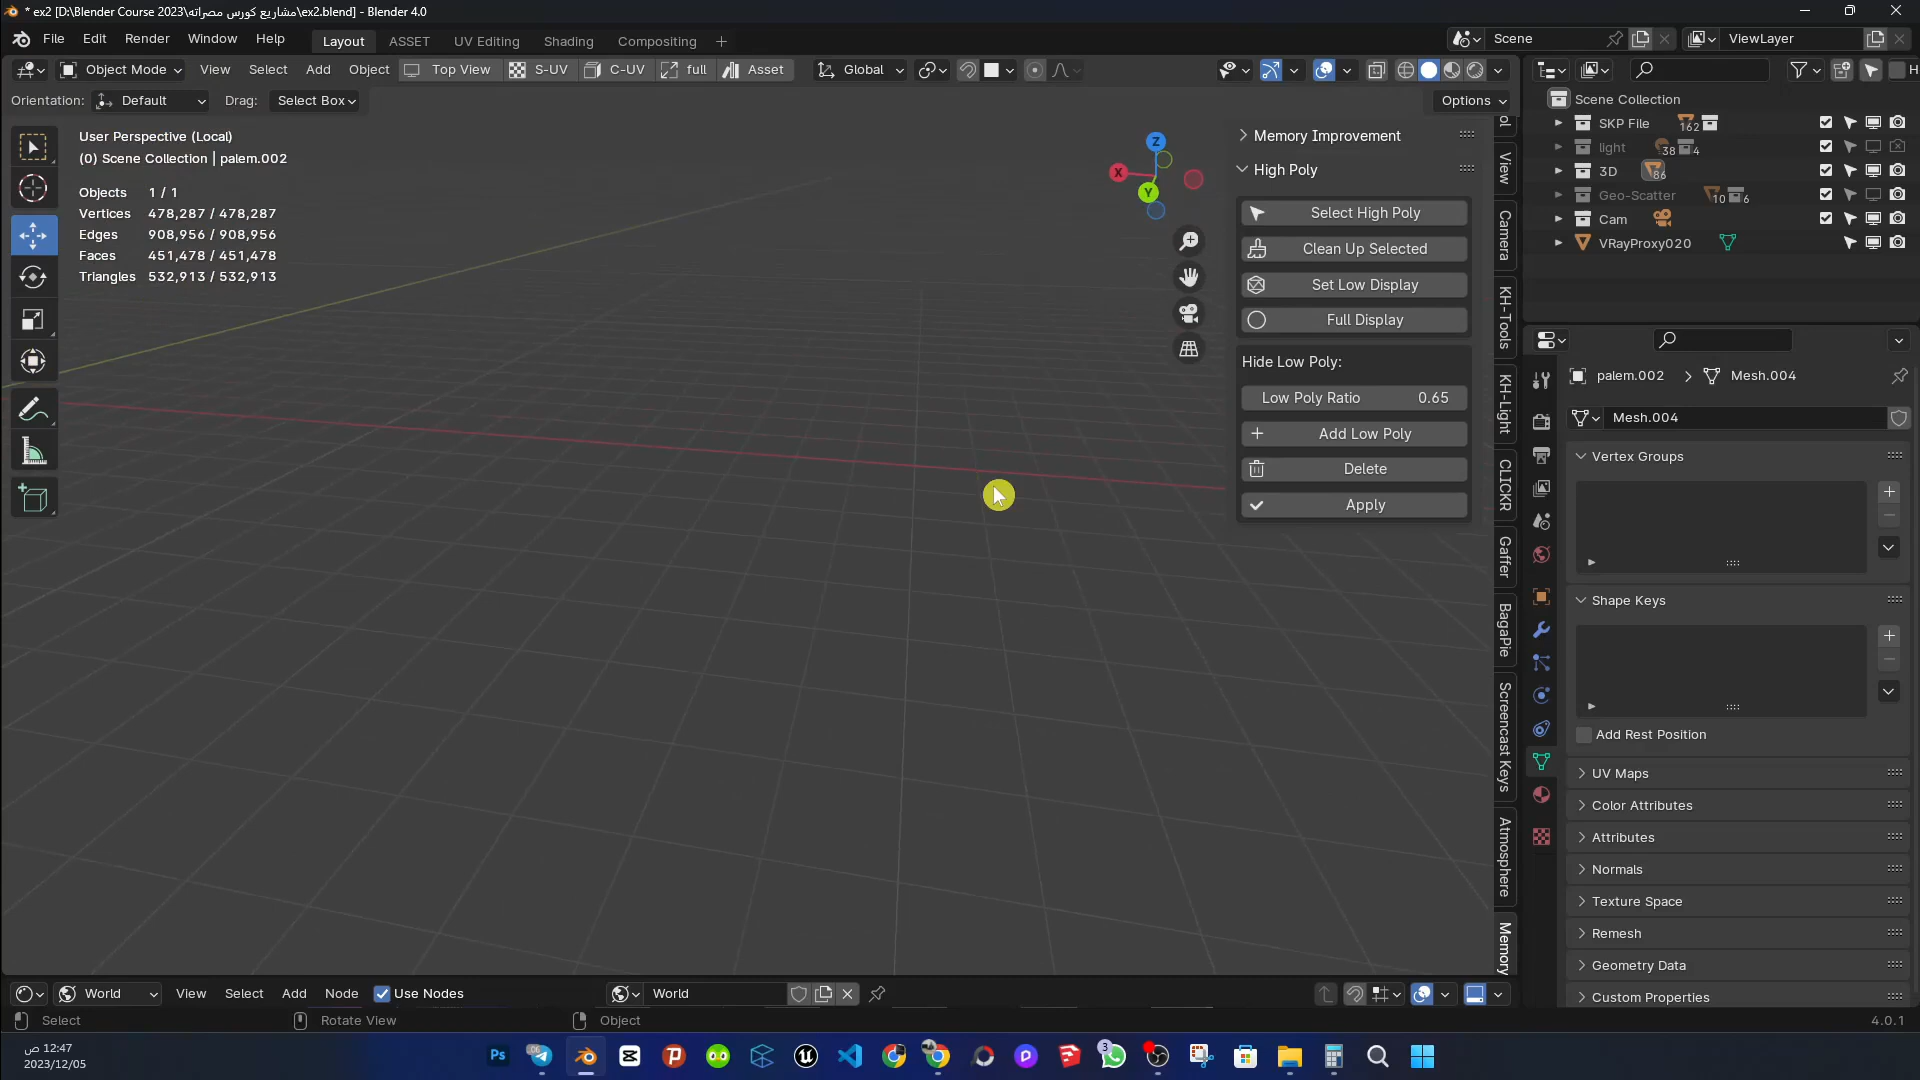 * ex2 [D:\Blender Course 2023\مشاريع كورس مصراته\ex2.blend] - Blender 4.0
File Edit Render Window Help Layout ASSET UV Editing Shading Compositing Scene ViewLayer
Object Mode View Select Add Object Top View S-UV C-UV full Asset Global
Orientation: Default Drag: Select Box Options
User Perspective (Local)
(0) Scene Collection | palem.002
Objects 1 / 1
Vertices 478,287 / 478,287
Edges 908,956 / 908,956
Faces 451,478 / 451,478
Triangles 532,913 / 532,913
Z
X
Y
Memory Improvement
High Poly
Select High Poly
Clean Up Selected
Set Low Display
Full Display
Hide Low Poly:
Low Poly Ratio 0.65
Add Low Poly
Delete
Apply
View
Camera
KH-Tools
KH-Light
CLICKR
Gaffer
BagaPie
Screencast Keys
Atmosphere
Memory
Scene Collection
SKP File 162
light 38 4
3D 86
Geo-Scatter 10 6
Cam
VRayProxy020
palem.002 Mesh.004
Mesh.004
Vertex Groups
Shape Keys
Add Rest Position
UV Maps
Color Attributes
Attributes
Normals
Texture Space
Remesh
Geometry Data
Custom Properties
World View Select Add Node Use Nodes World
Select Rotate View Object 4.0.1
12:47 ص
2023/12/05
Ps
3